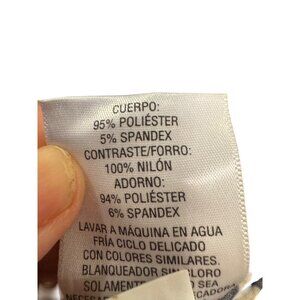 CUERPO:
95% POLIÉSTER
5% SPANDEX
CONTRASTE/FORRO:
100% NILÓN
ADORNO:
94% POLIÉSTER
6% SPANDEX
LAVAR A MÁQUINA EN AGUA
FRÍA CICLO DELICADO
CON COLORES SIMILARES.
BLANQUEADOR SIN CLORO
SOLAMENTE SEA